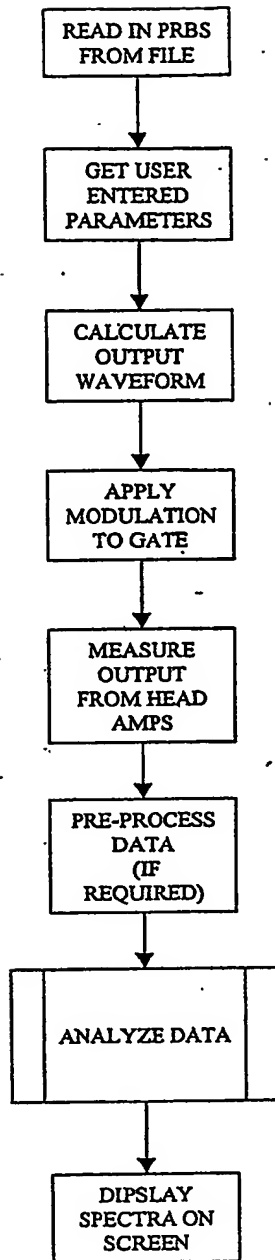 READ IN PRBS
FROM FILE
GET USER
ENTERED
PARAMETERS
CALCULATE
OUTPUT
WAVEFORM
APPLY
MODULATION
TO GATE
MEASURE
OUTPUT
FROM HEAD
AMPS
PRE-PROCESS
DATA
(IF
REQUIRED)
ANALYZE DATA
DIPSLAY
SPECTRA ON
SCREEN